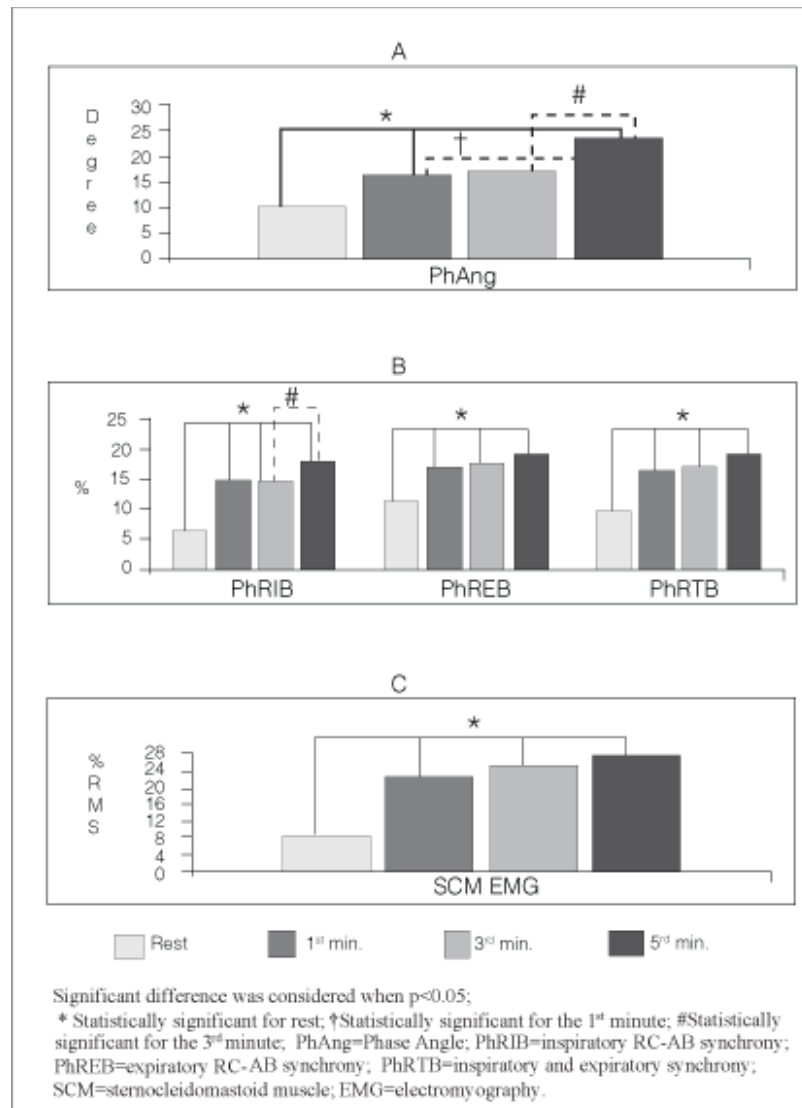 A
Degree
30
25
20
15
10
5
0
*
†
#
PhAng
B
%
25
20
15
10
5
0
*
#
*
*
PhRIB PhREB PhRTB
C
%RMS
28
24
20
16
12
8
4
0
*
SCM EMG
Rest 1st min. 3rd min. 5rd min.
Significant difference was considered when p<0.05;
* Statistically significant for rest; †Statistically significant for the 1st minute; #Statistically
significant for the 3rd minute; PhAng=Phase Angle; PhRIB=inspiratory RC-AB synchrony;
PhREB=expiratory RC-AB synchrony; PhRTB=inspiratory and expiratory synchrony;
SCM=sternocleidomastoid muscle; EMG=electromyography.